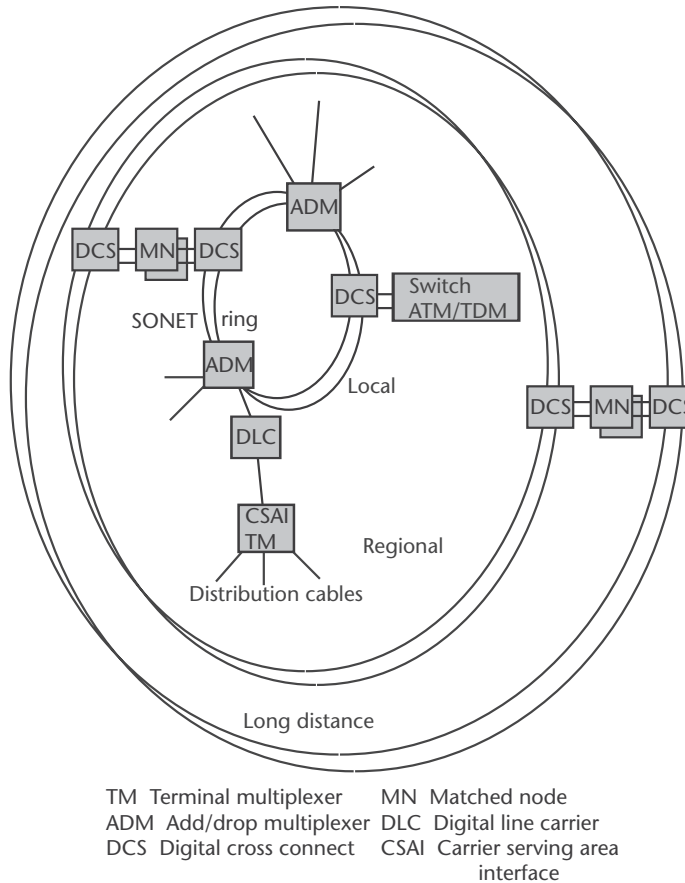 ADM
DCS MN DCS
DCS
Switch
ATM/TDM
SONET ring
ADM
Local
DCS MN DCS
DLC
CSAI
TM
Regional
Distribution cables
Long distance
TM Terminal multiplexer MN Matched node
ADM Add/drop multiplexer DLC Digital line carrier
DCS Digital cross connect CSAI Carrier serving area
interface